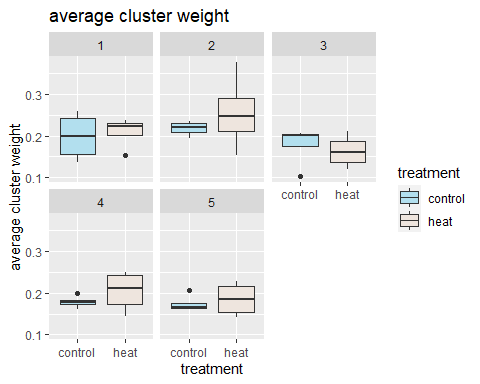 average cluster weight
1
2
3
0.3
0.2
0.1
control heat
4
5
0.3
0.2
0.1
control heat
control heat
treatment
average cluster weight
treatment
control
heat